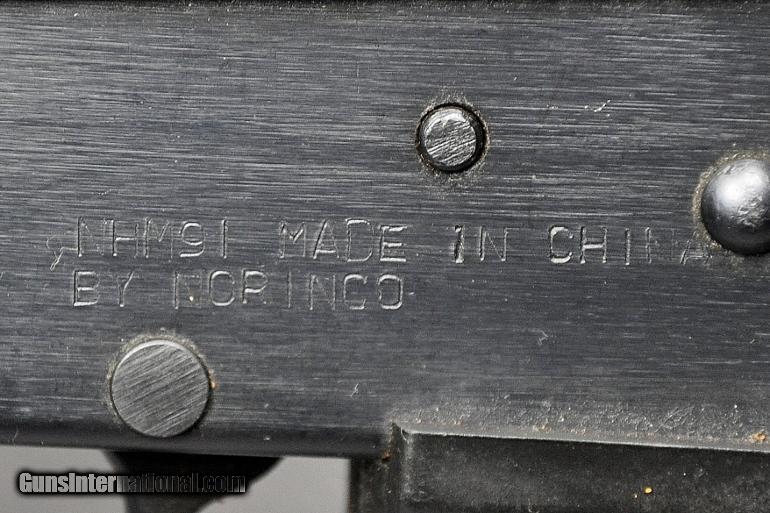 NHM91 MADE IN CHINA
BY NORINCO
GunsInternational.com